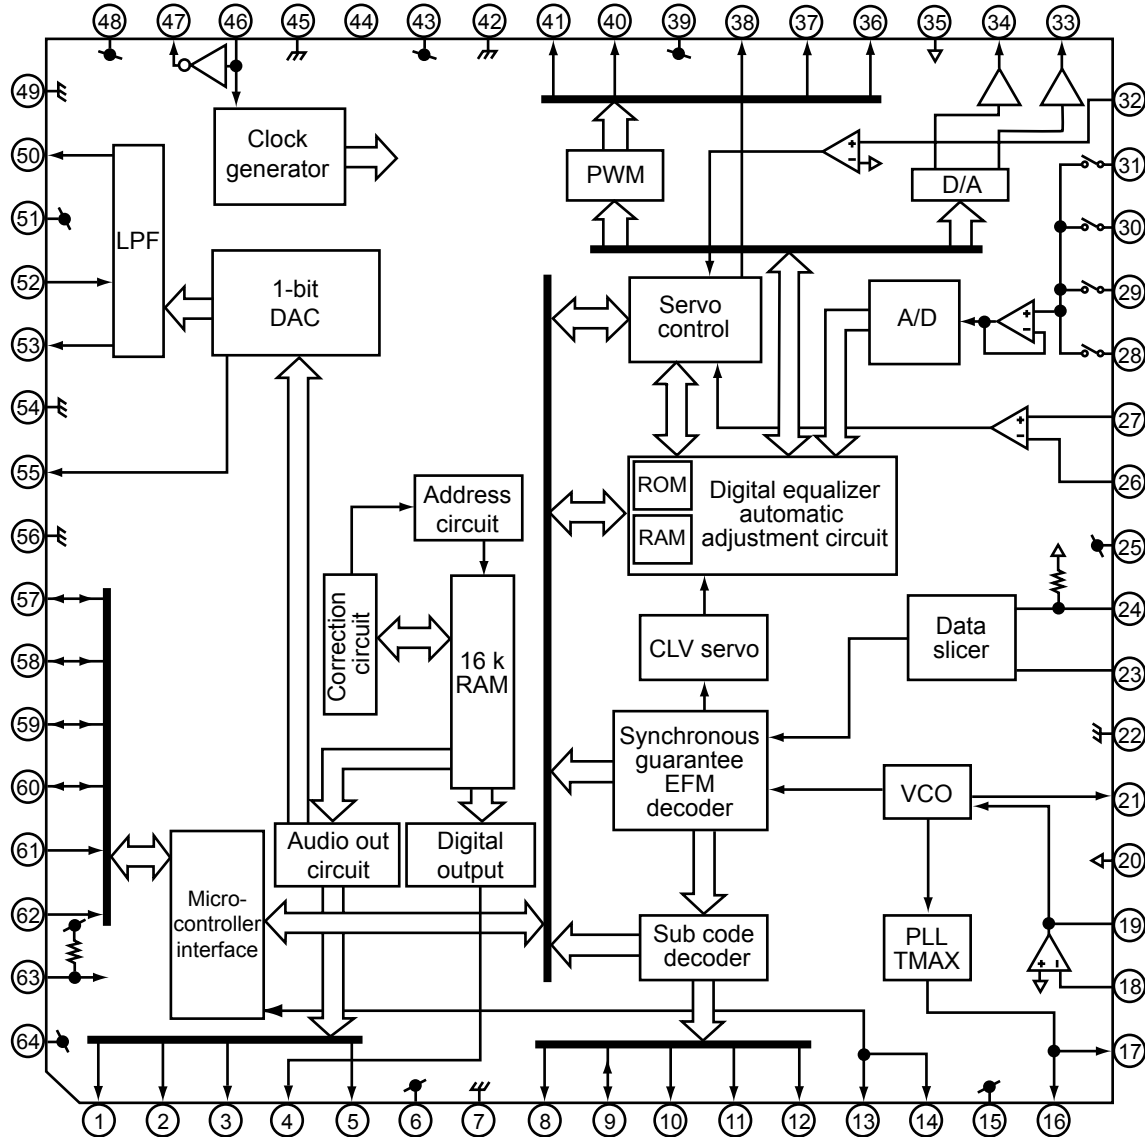 48 47 46 45 44 43 42 41 40 39 38 37 36 35 34 33
49
50
51
52
53
54
55
56
57
58
59
60
61
62
63
64
32
31
30
29
28
27
26
25
24
23
22
21
20
19
18
17
Clock
generator
LPF
1-bit
DAC
PWM
D/A
+
-
Servo
control
A/D
+
-
+
-
Address
circuit
ROM
RAM
Digital equalizer
automatic
adjustment circuit
Correction
circuit
16 k
RAM
CLV servo
Data
slicer
Synchronous
guarantee
EFM
decoder
VCO
Audio out
circuit
Digital
output
Micro-
controller
interface
Sub code
decoder
PLL
TMAX
+ -
1 2 3 4 5 6 7 8 9 10 11 12 13 14 15 16